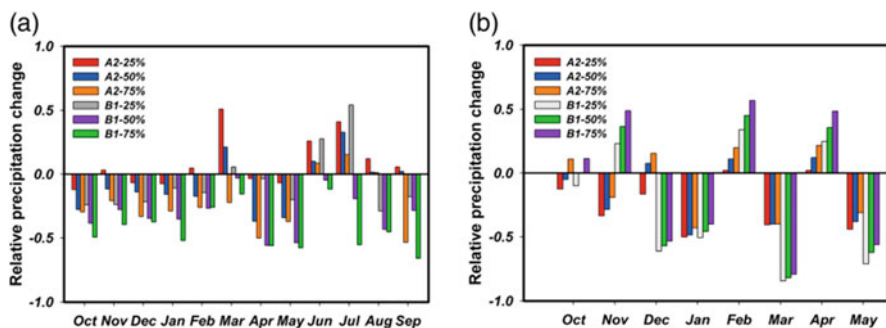 (a)
Relative precipitation change
1.0
0.5
0.0
-0.5
-1.0
A2-25%
A2-50%
A2-75%
B1-25%
B1-50%
B1-75%
Oct Nov Dec Jan Feb Mar Apr May Jun Jul Aug Sep
(b)
Relative precipitation change
1.0
0.5
0.0
-0.5
-1.0
A2-25%
A2-50%
A2-75%
B1-25%
B1-50%
B1-75%
Oct Nov Dec Jan Feb Mar Apr May